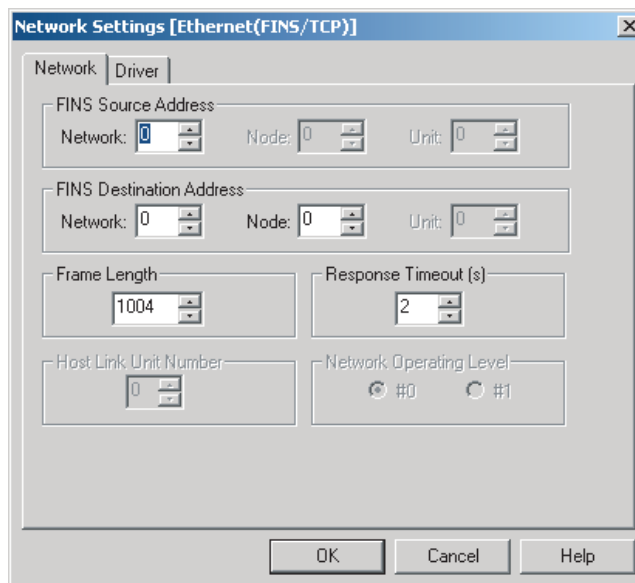 Network Settings [Ethernet(FINS/TCP)]
Network Driver
FINS Source Address
Network: 0 Node: 0 Unit: 0
FINS Destination Address
Network: 0 Node: 0 Unit: 0
Frame Length Response Timeout (s)
1004 2
Host Link Unit Number Network Operating Level
0 #0 #1
OK Cancel Help